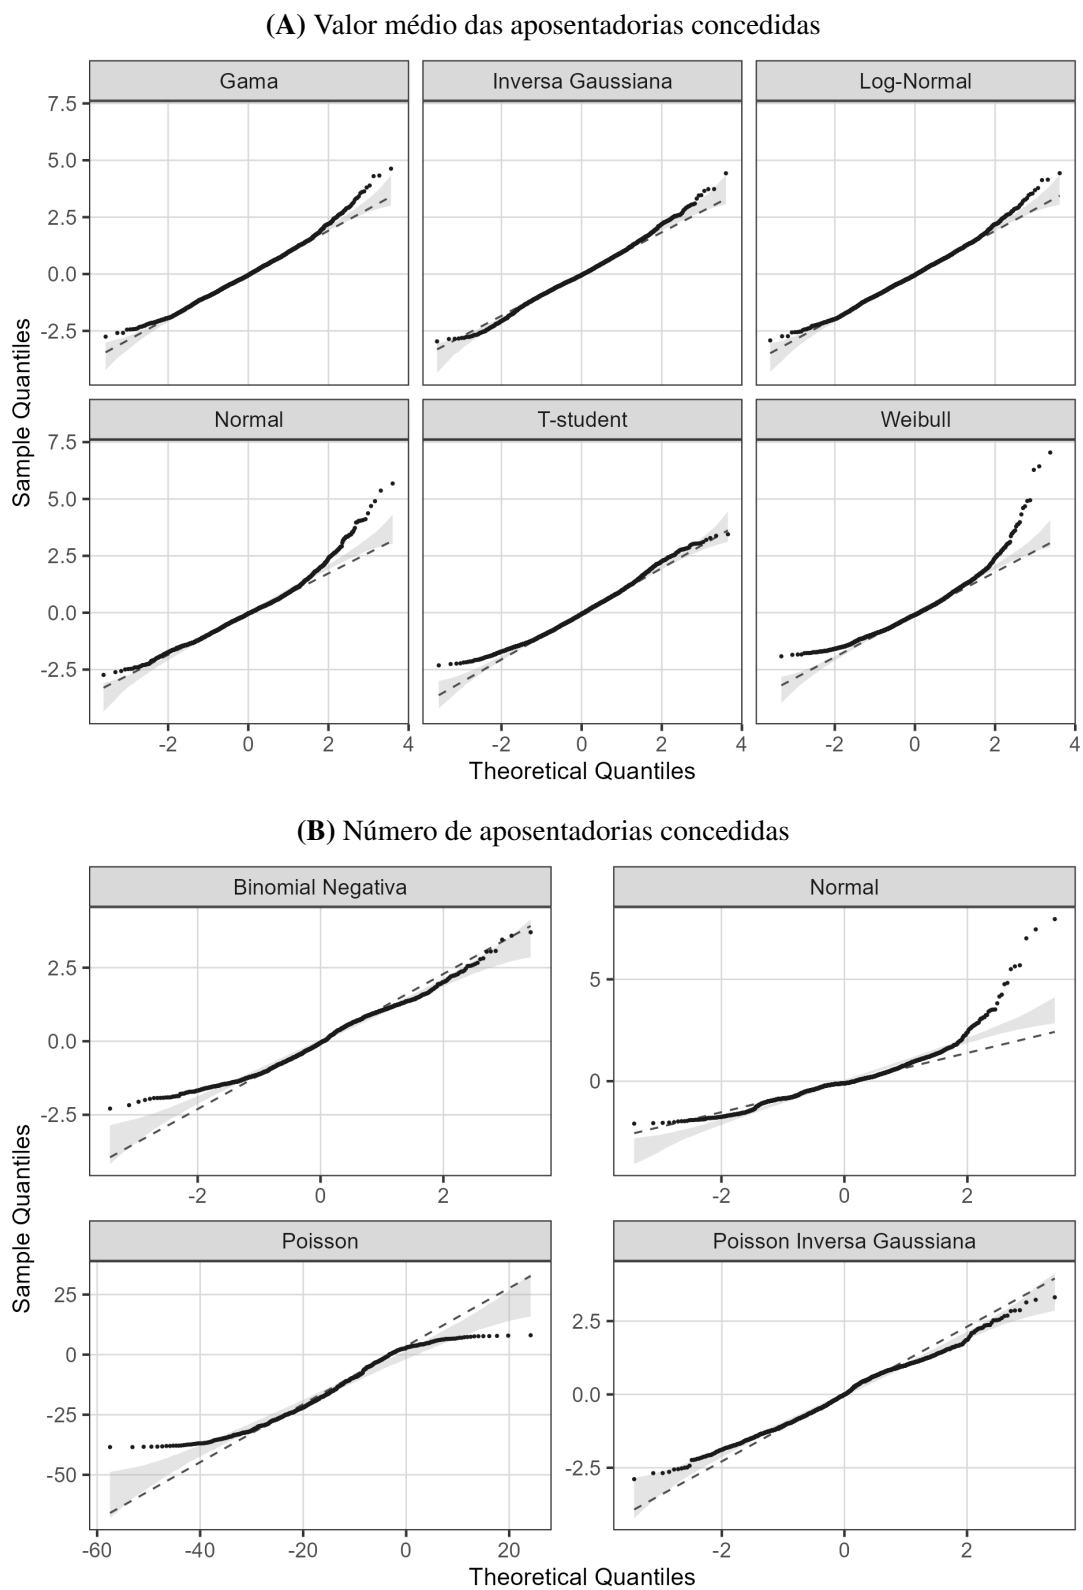 (A) Valor médio das aposentadorias concedidas
Gama Inversa Gaussiana Log-Normal
7.5
5.0
2.5
0.0
-2.5
Normal T-student Weibull
7.5
5.0
2.5
0.0
-2.5
-2 0 2 4 -2 0 2 4 -2 0 2 4
Sample Quantiles
Theoretical Quantiles
(B) Número de aposentadorias concedidas
Binomial Negativa Normal
2.5
0.0
-2.5
5
0
-2 0 2 -2 0 2
Poisson Poisson Inversa Gaussiana
25
0
-25
-50
2.5
0.0
-2.5
-60 -40 -20 0 20 -2 0 2
Sample Quantiles
Theoretical Quantiles